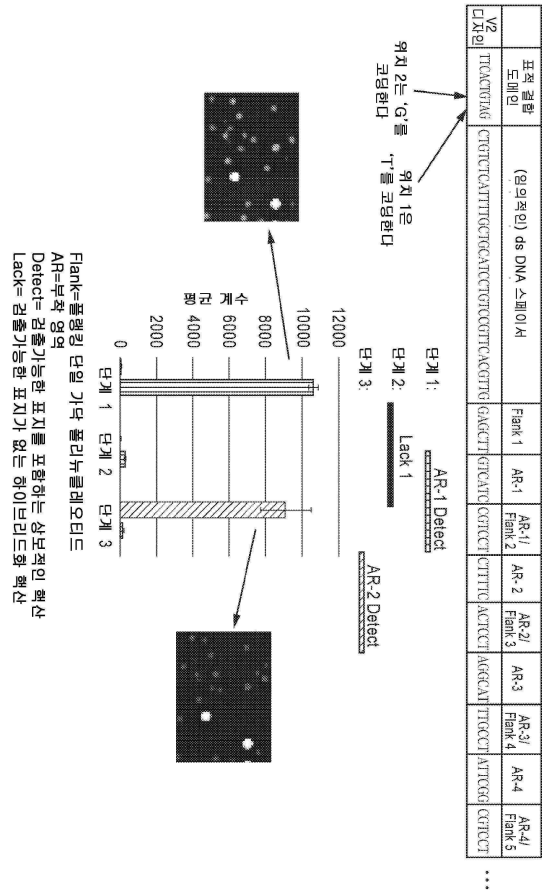 표적 결합 도메인
(임의적인) ds DNA 스페이서
Flank 1
AR-1
AR-1/ Flank 2
AR- 2
AR-2/ Flank 3
AR-3
AR-3/ Flank 4
AR-4
AR-4/ Flank 5
V2 디자인
TTCACTGTAG
CTGTCTCATTTTGCTGCATCCTGTCCGTTCACGTTG
GAGCTT
GTCATC
CGTCCT
CTTTTC
ACTCCT
AGGCAT
TTGCCT
ATTCGG
CGTCCT
...
위치 2는 ‘G’를
코딩한다
위치 1은
‘T’를 코딩한다
단계 1:
AR-1 Detect
단계 2:
Lack 1
단계 3:
AR-2 Detect
평균 계수
12000
10000
8000
6000
4000
2000
0
단계 1
단계 2
단계 3
Flank=플랭킹 단일 가닥 폴리뉴클레오티드
AR=부착 영역
Detect= 검출가능한 표지를 포함하는 상보적인 핵산
Lack= 검출가능한 표지가 없는 하이브리드화 핵산